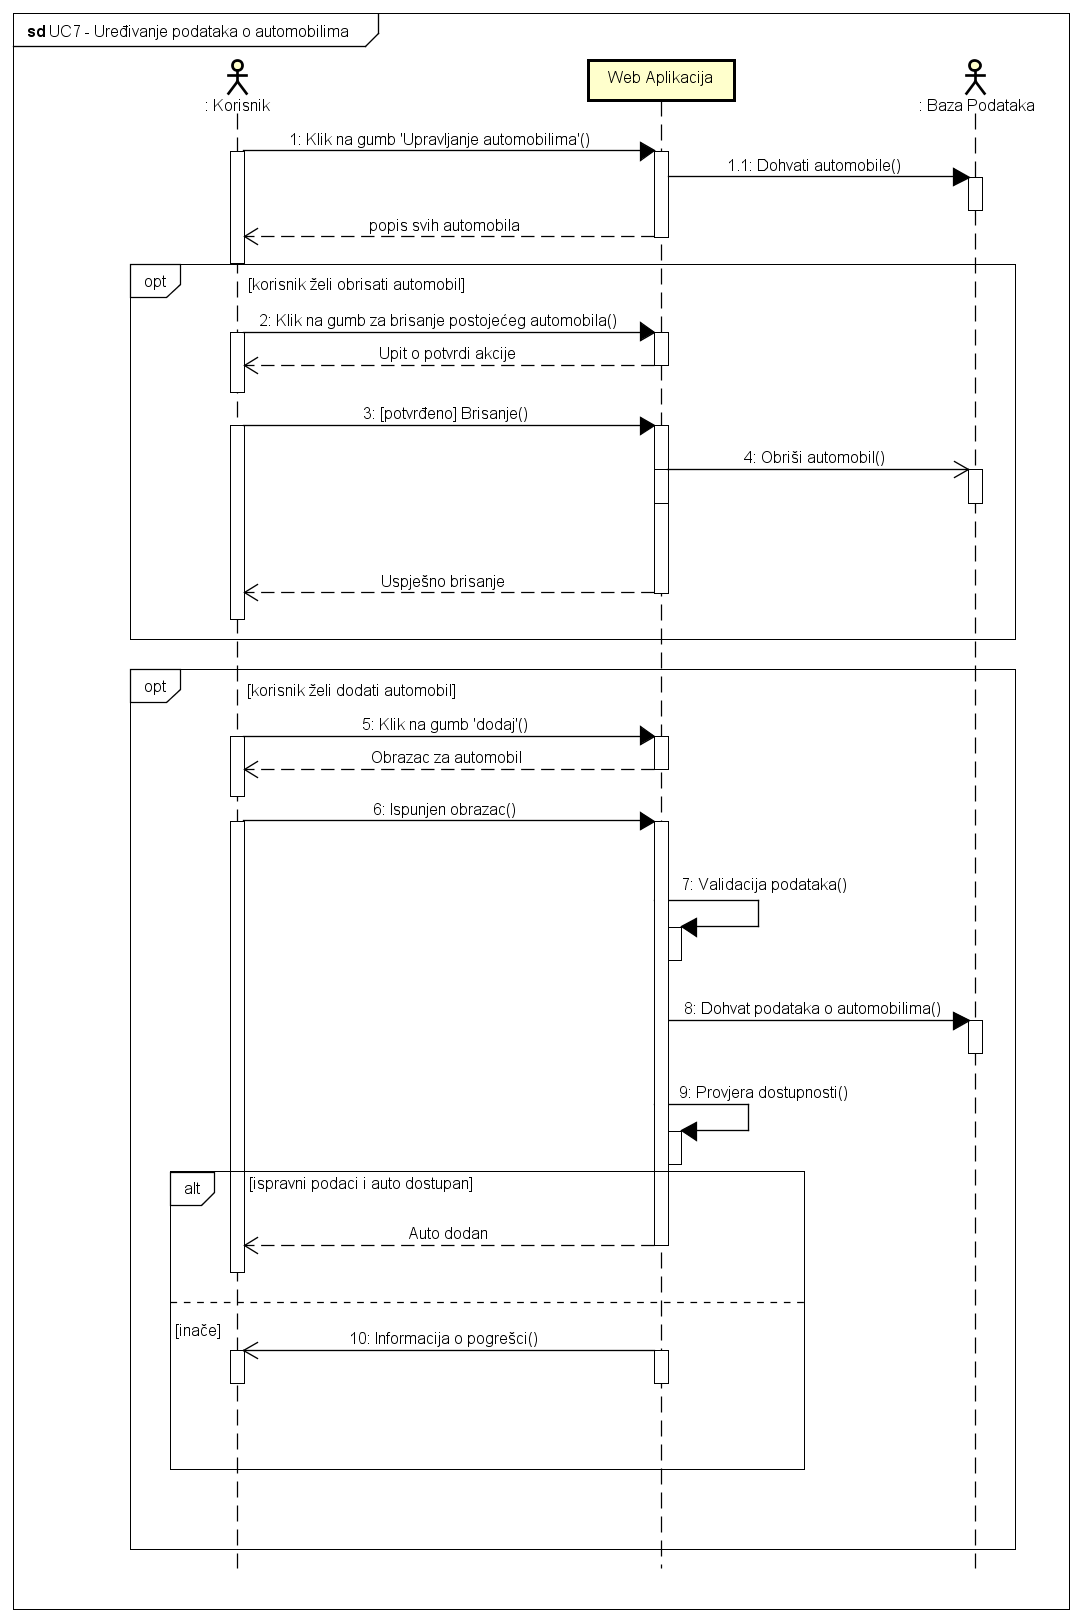 sd UC7 - Uređivanje podataka o automobilima
: Korisnik
Web Aplikacija
: Baza Podataka
1: Klik na gumb 'Upravljanje automobilima'()
1.1: Dohvati automobile()
popis svih automobila
opt
[korisnik želi obrisati automobil]
2: Klik na gumb za brisanje postojećeg automobila()
Upit o potvrdi akcije
3: [potvrđeno] Brisanje()
4: Obriši automobil()
Uspješno brisanje
opt
[korisnik želi dodati automobil]
5: Klik na gumb 'dodaj'()
Obrazac za automobil
6: Ispunjen obrazac()
7: Validacija podataka()
8: Dohvat podataka o automobilima()
9: Provjera dostupnosti()
alt
[ispravni podaci i auto dostupan]
Auto dodan
[inače]
10: Informacija o pogrešci()